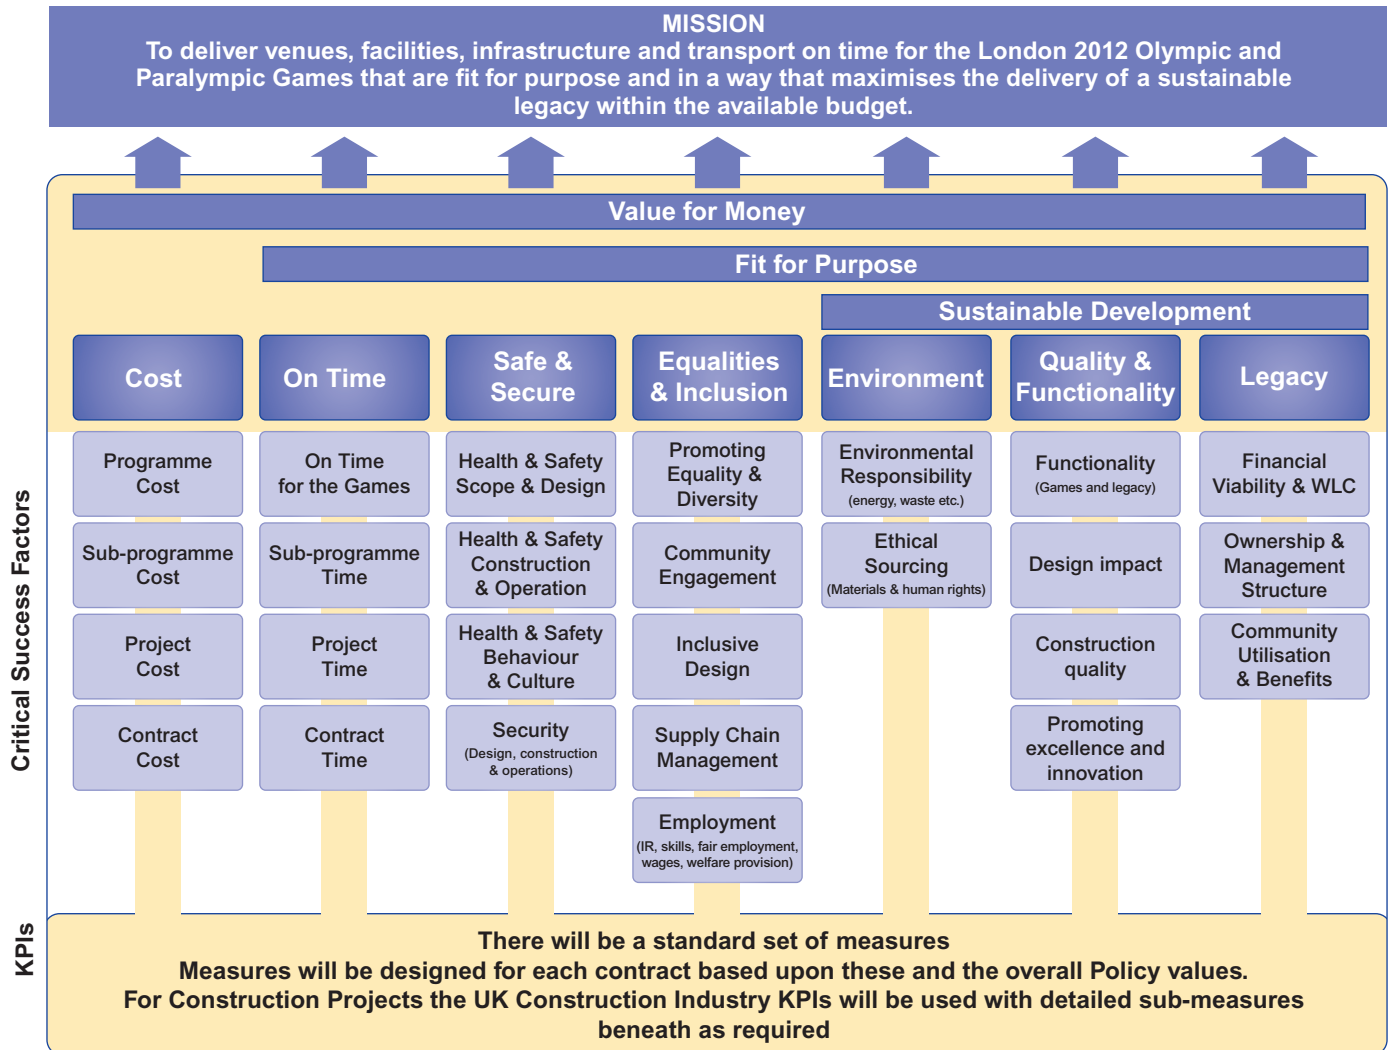 MISSION
To deliver venues, facilities, infrastructure and transport on time for the London 2012 Olympic and
Paralympic Games that are fit for purpose and in a way that maximises the delivery of a sustainable
legacy within the available budget.
Value for Money
Fit for Purpose
Sustainable Development
Cost
On Time
Safe &
Secure
Equalities
& Inclusion
Environment
Quality &
Functionality
Legacy
Critical Success Factors
Programme
Cost
Sub-programme
Cost
Project
Cost
Contract
Cost
On Time
for the Games
Sub-programme
Time
Project
Time
Contract
Time
Health & Safety
Scope & Design
Health & Safety
Construction
& Operation
Health & Safety
Behaviour
& Culture
Security
(Design, construction
& operations)
Promoting
Equality &
Diversity
Community
Engagement
Inclusive
Design
Supply Chain
Management
Employment
(IR, skills, fair employment,
wages, welfare provision)
Environmental
Responsibility
(energy, waste etc.)
Ethical
Sourcing
(Materials & human rights)
Functionality
(Games and legacy)
Design impact
Construction
quality
Promoting
excellence and
innovation
Financial
Viability & WLC
Ownership &
Management
Structure
Community
Utilisation
& Benefits
KPIs
There will be a standard set of measures
Measures will be designed for each contract based upon these and the overall Policy values.
For Construction Projects the UK Construction Industry KPIs will be used with detailed sub-measures
beneath as required